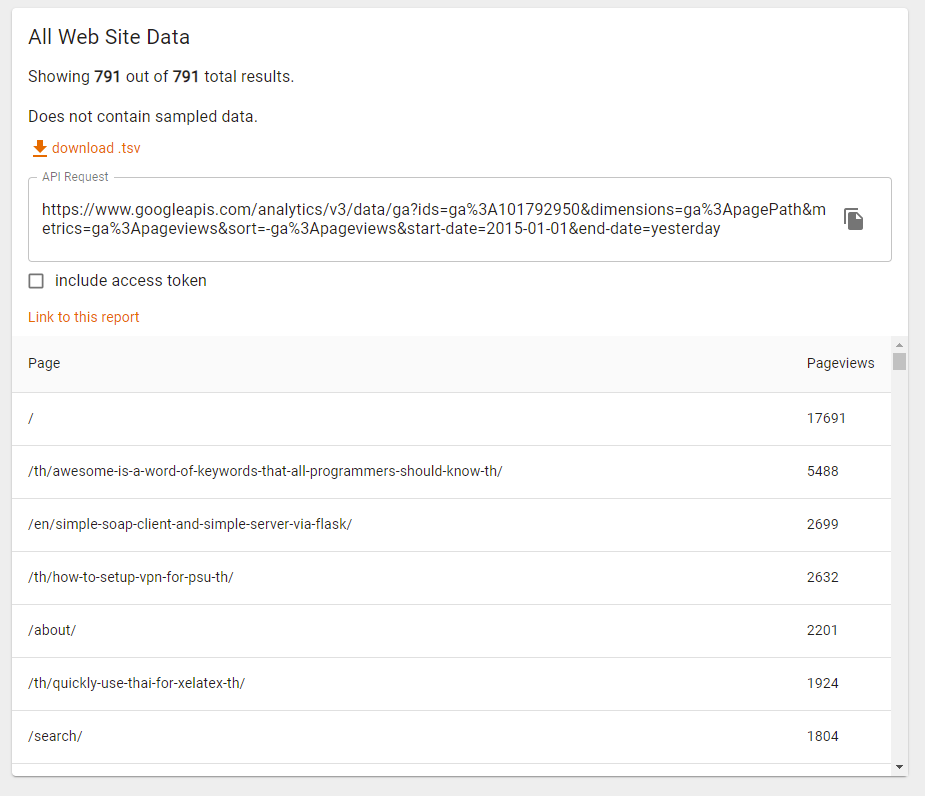 All Web Site Data
Showing 791 out of 791 total results.
Does not contain sampled data.
download .tsv
API Request
https://www.googleapis.com/analytics/v3/data/ga?ids=ga%3A101792950&dimensions=ga%3ApagePath&m
etrics=ga%3Apageviews&sort=-ga%3Apageviews&start-date=2015-01-01&end-date=yesterday
include access token
Link to this report
Page Pageviews
/ 17691
/th/awesome-is-a-word-of-keywords-that-all-programmers-should-know-th/ 5488
/en/simple-soap-client-and-simple-server-via-flask/ 2699
/th/how-to-setup-vpn-for-psu-th/ 2632
/about/ 2201
/th/quickly-use-thai-for-xelatex-th/ 1924
/search/ 1804